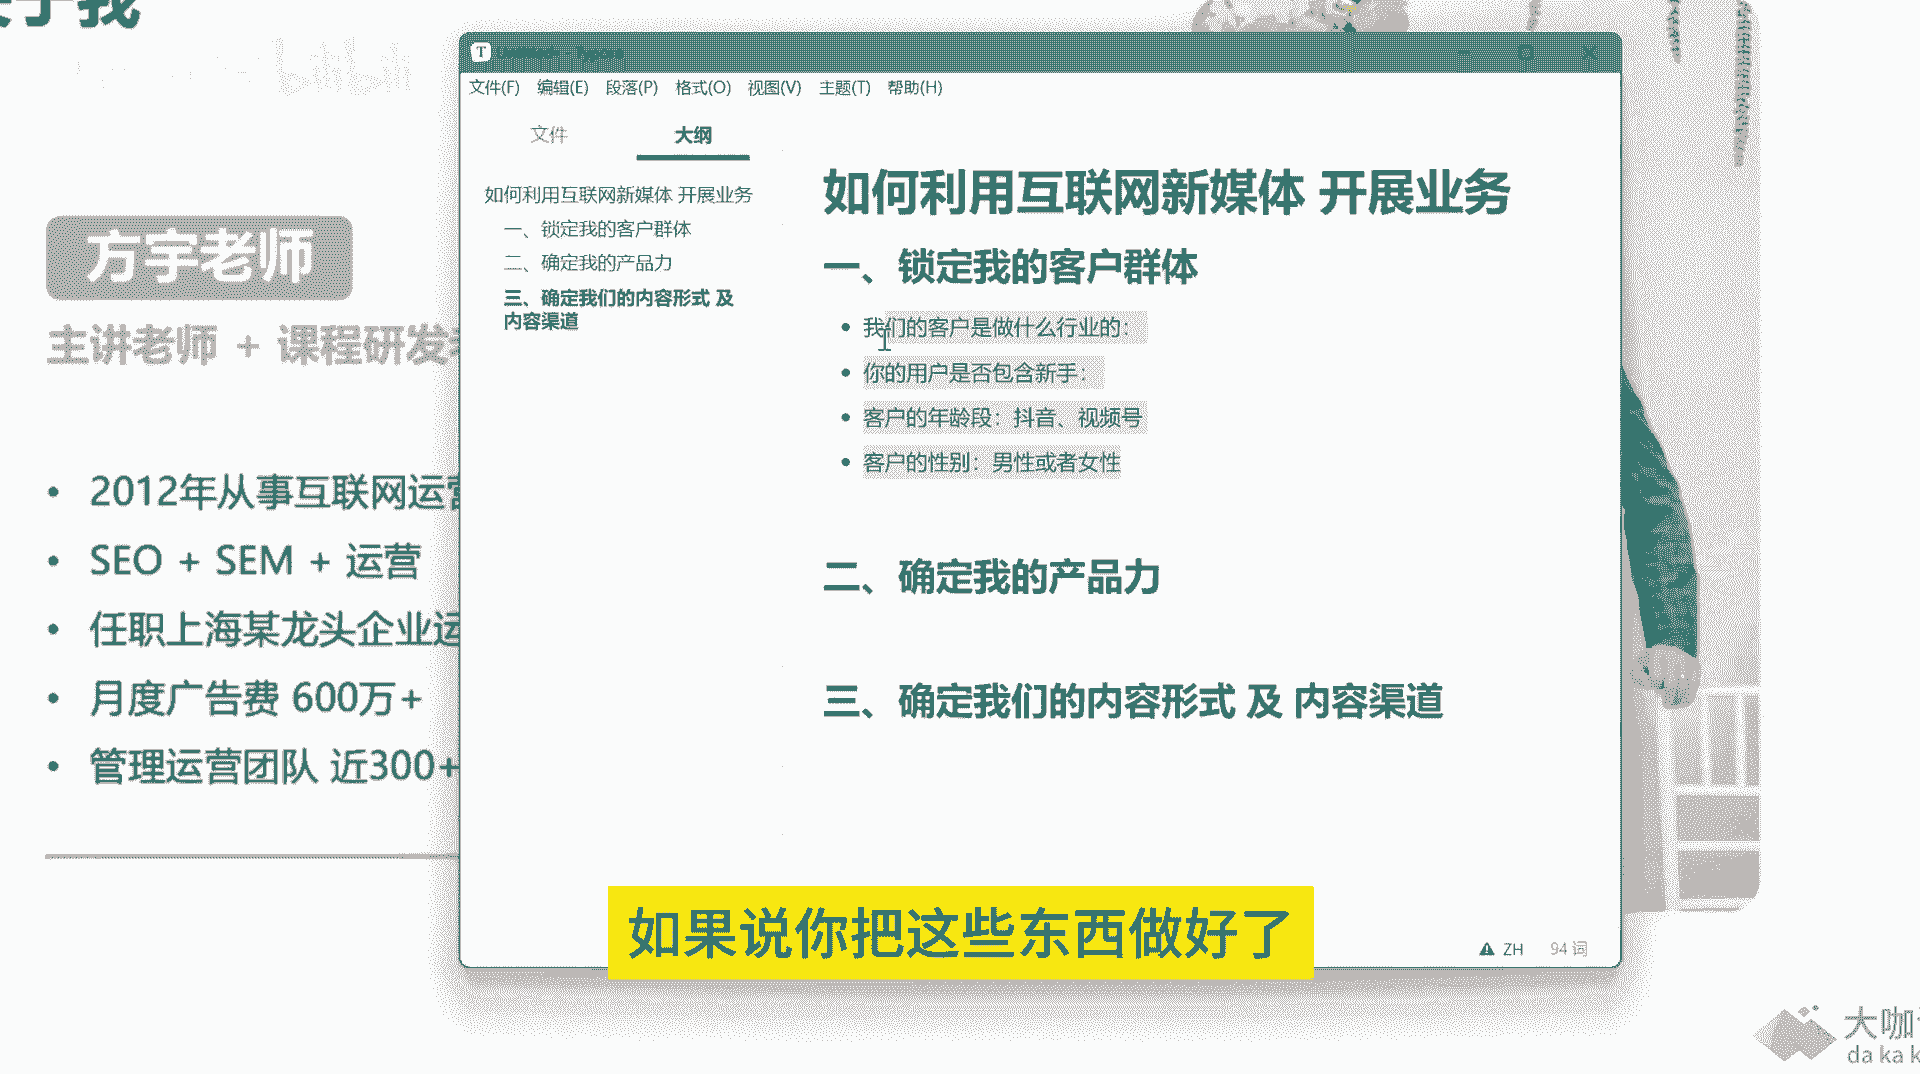 关于我
bilibili
方宇老师
主讲老师 + 课程研发
2012年从事互联网运营
SEO + SEM + 运营
任职上海某龙头企业运
月度广告费 600万+
管理运营团队 近300+
文件(F) 编辑(E) 段落(P) 格式(O) 视图(V) 主题(T) 帮助(H)
文件 大纲
如何利用互联网新媒体 开展业务
一、锁定我的客户群体
二、确定我的产品力
三、确定我们的内容形式 及
内容渠道
如何利用互联网新媒体 开展业务
一、锁定我的客户群体
我们的客户是做什么行业的：
你的用户是否包含新手：
客户的年龄段：抖音、视频号
客户的性别：男性或者女性
二、确定我的产品力
三、确定我们的内容形式 及 内容渠道
ZH 94 词
如果说你把这些东西做好了
大咖
da ka k